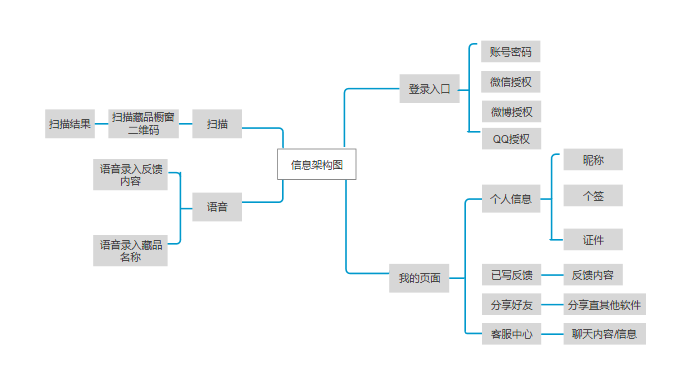 信息架构图
登录入口
账号密码
微信授权
微博授权
QQ授权
扫描
扫描藏品橱窗
二维码
扫描结果
语音
语音录入反馈
内容
语音录入藏品
名称
我的页面
个人信息
昵称
个签
证件
已写反馈
反馈内容
分享好友
分享直其他软件
客服中心
聊天内容/信息